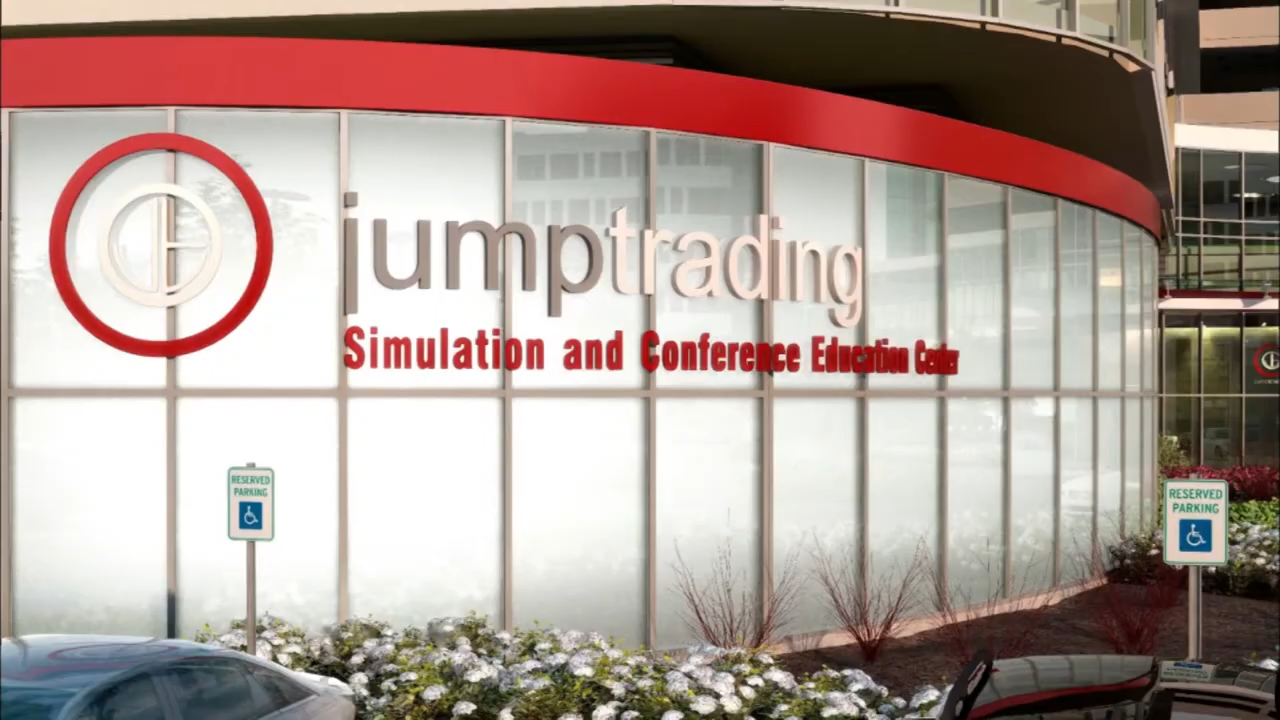 jumptrading
Simulation and Conference Education Center
RESERVED
PARKING
RESERVED
PARKING